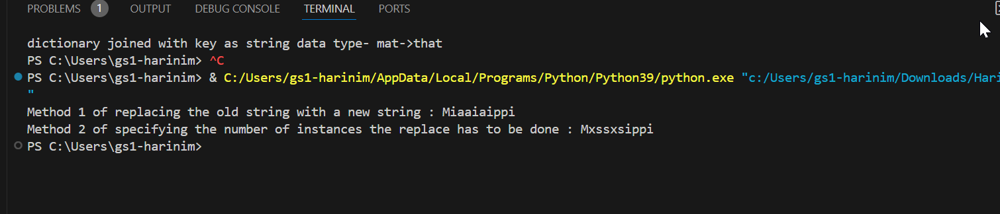 PROBLEMS 1 OUTPUT DEBUG CONSOLE TERMINAL PORTS
dictionary joined with key as string data type- mat->that
PS C:\Users\gs1-harinim> ^C
PS C:\Users\gs1-harinim> & C:/Users/gs1-harinim/AppData/Local/Programs/Python/Python39/python.exe "c:/Users/gs1-harinim/Downloads/Hari
"
Method 1 of replacing the old string with a new string : Miaaiaippi
Method 2 of specifying the number of instances the replace has to be done : Mxssxsippi
PS C:\Users\gs1-harinim>